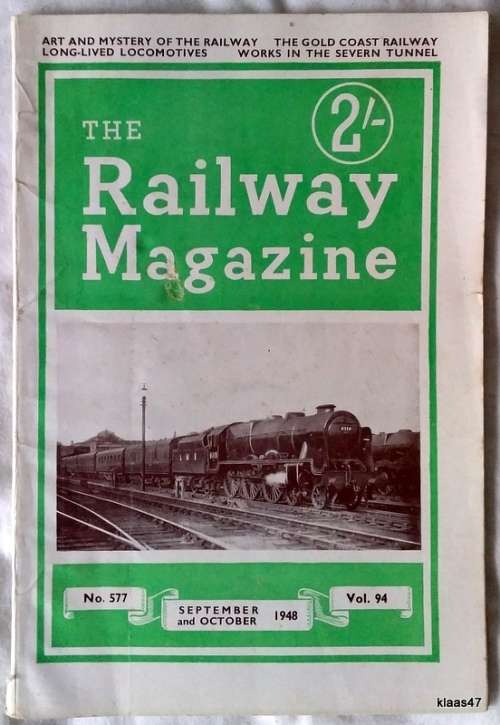 ART AND MYSTERY OF THE RAILWAY THE GOLD COAST RAILWAY
LONG-LIVED LOCOMOTIVES WORKS IN THE SEVERN TUNNEL
2/-
THE
Railway
Magazine
No. 577
SEPTEMBER
and OCTOBER 1948
Vol. 94
klaas47